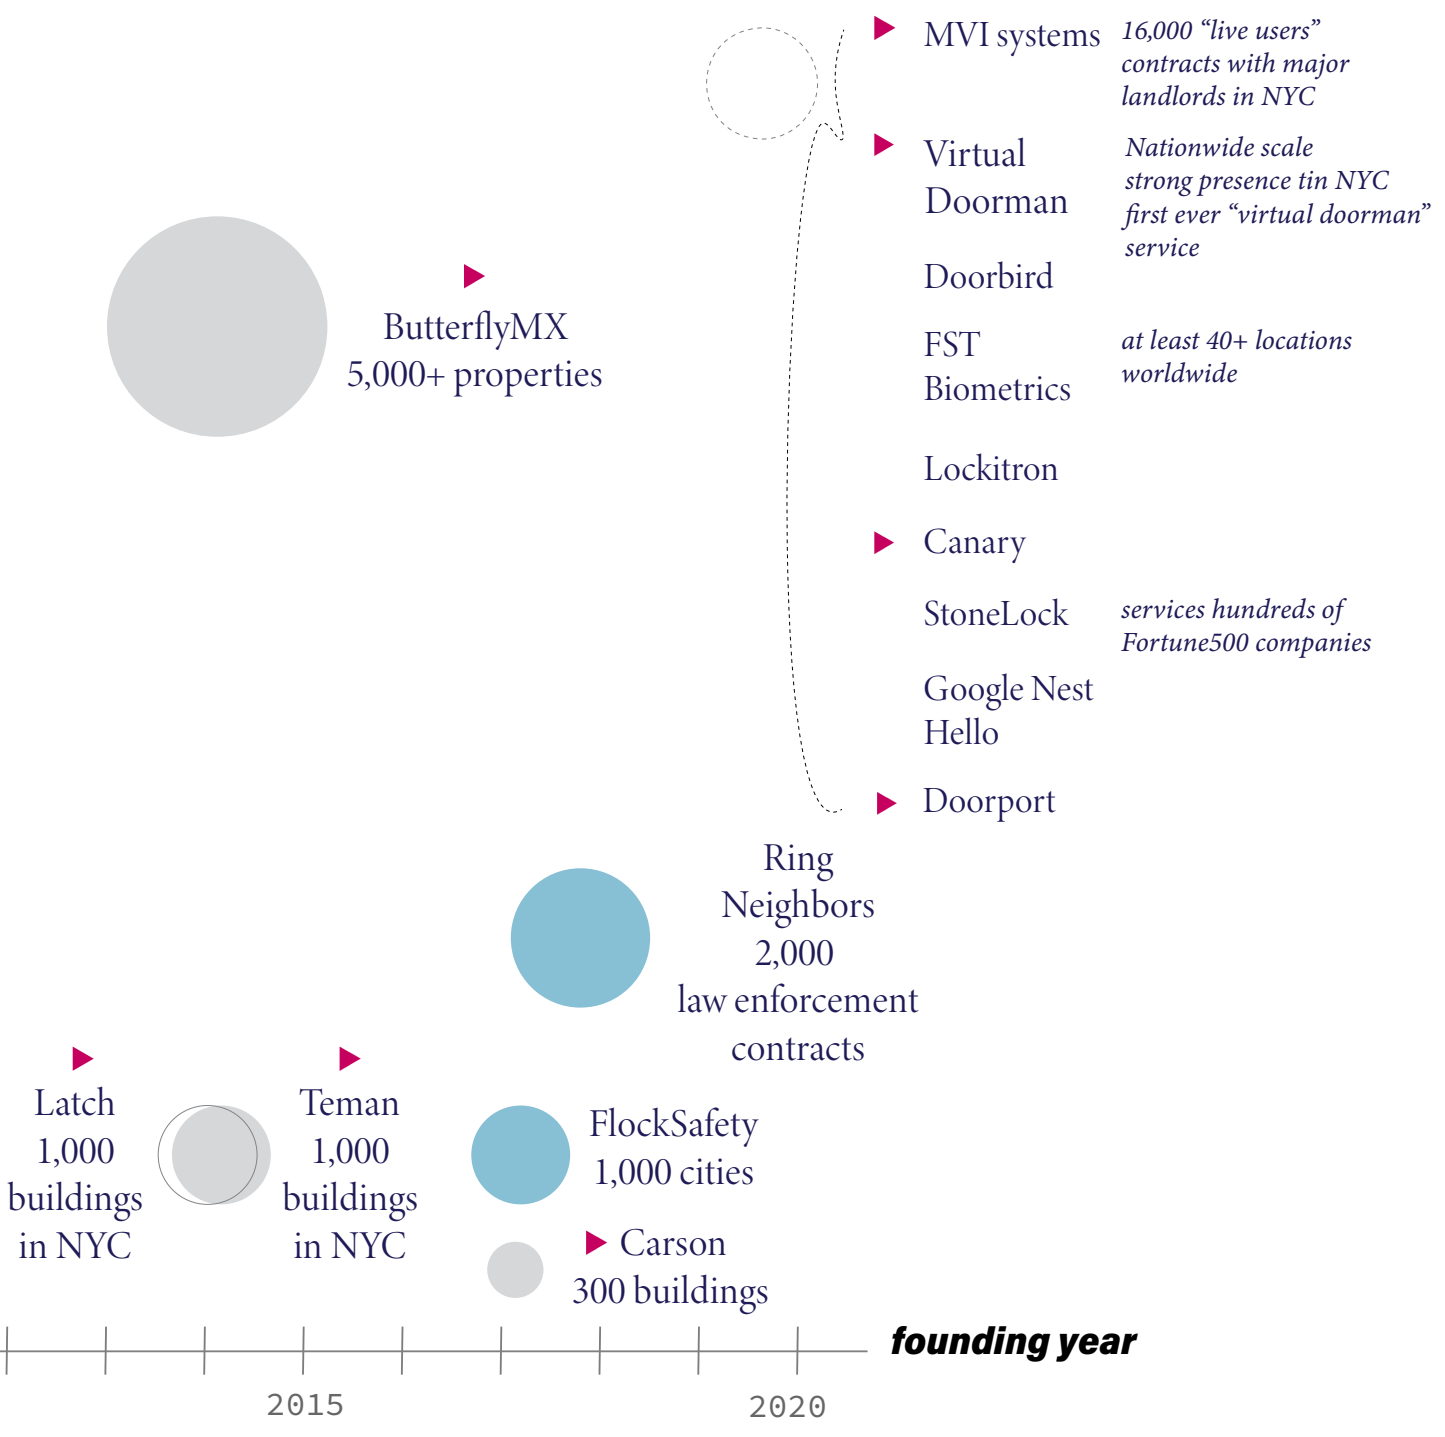 MVI systems
16,000 “live users”
contracts with major
landlords in NYC
Virtual
Doorman
Nationwide scale
strong presence tin NYC
first ever “virtual doorman”
service
Doorbird
FST
Biometrics
at least 40+ locations
worldwide
Lockitron
Canary
StoneLock
services hundreds of
Fortune500 companies
Google Nest
Hello
Doorport
ButterflyMX
5,000+ properties
Ring
Neighbors
2,000
law enforcement
contracts
Latch
1,000
buildings
in NYC
Teman
1,000
buildings
in NYC
FlockSafety
1,000 cities
Carson
300 buildings
founding year
2015
2020